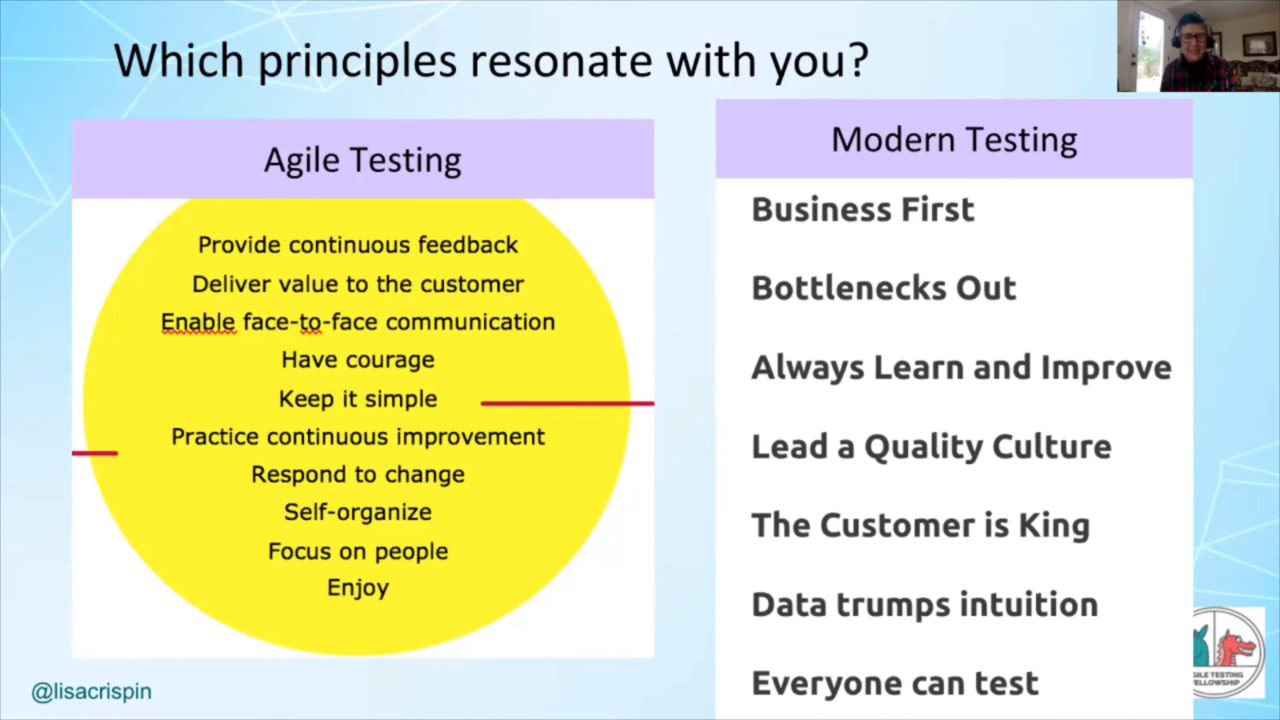 Which principles resonate with you?
Agile Testing
Provide continuous feedback
Deliver value to the customer
Enable face-to-face communication
Have courage
Keep it simple
Practice continuous improvement
Respond to change
Self-organize
Focus on people
Enjoy
Modern Testing
Business First
Bottlenecks Out
Always Learn and Improve
Lead a Quality Culture
The Customer is King
Data trumps intuition
Everyone can test
@lisacrispin
GILE TESTING
FELLOWSHIP